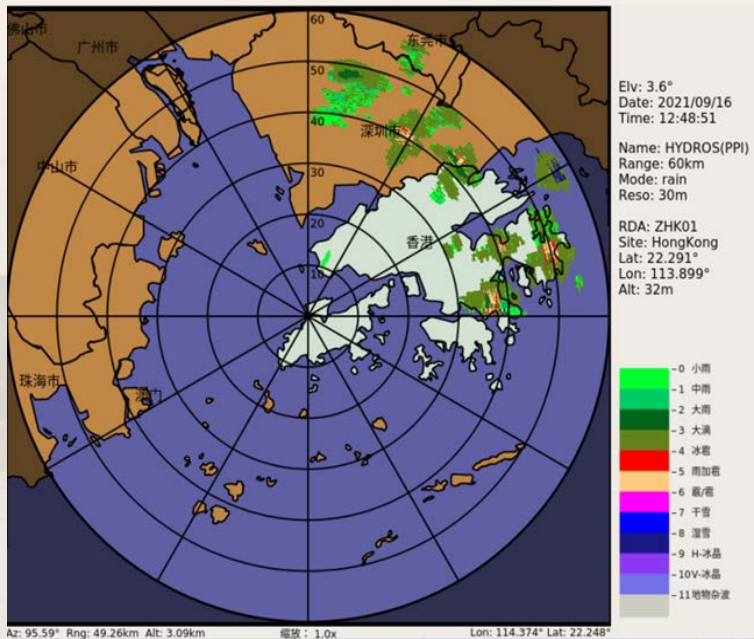 佛山市
广州市
东莞市
中山市
深圳市
香港
珠海市
澳门
60
50
40
30
20
10
Elv: 3.6°
Date: 2021/09/16
Time: 12:48:51
Name: HYDROS(PPI)
Range: 60km
Mode: rain
Reso: 30m
RDA: ZHK01
Site: HongKong
Lat: 22.291°
Lon: 113.899°
Alt: 32m
0 小雨
1 中雨
2 大雨
3 大滴
4 冰雹
5 雨加雹
6 霰/雹
7 干雪
8 湿雪
9 H-冰晶
10 V-冰晶
11 地物杂波
Az: 95.59° Rng: 49.26km Alt: 3.09km 缩放： 1.0x Lon: 114.374° Lat: 22.248°